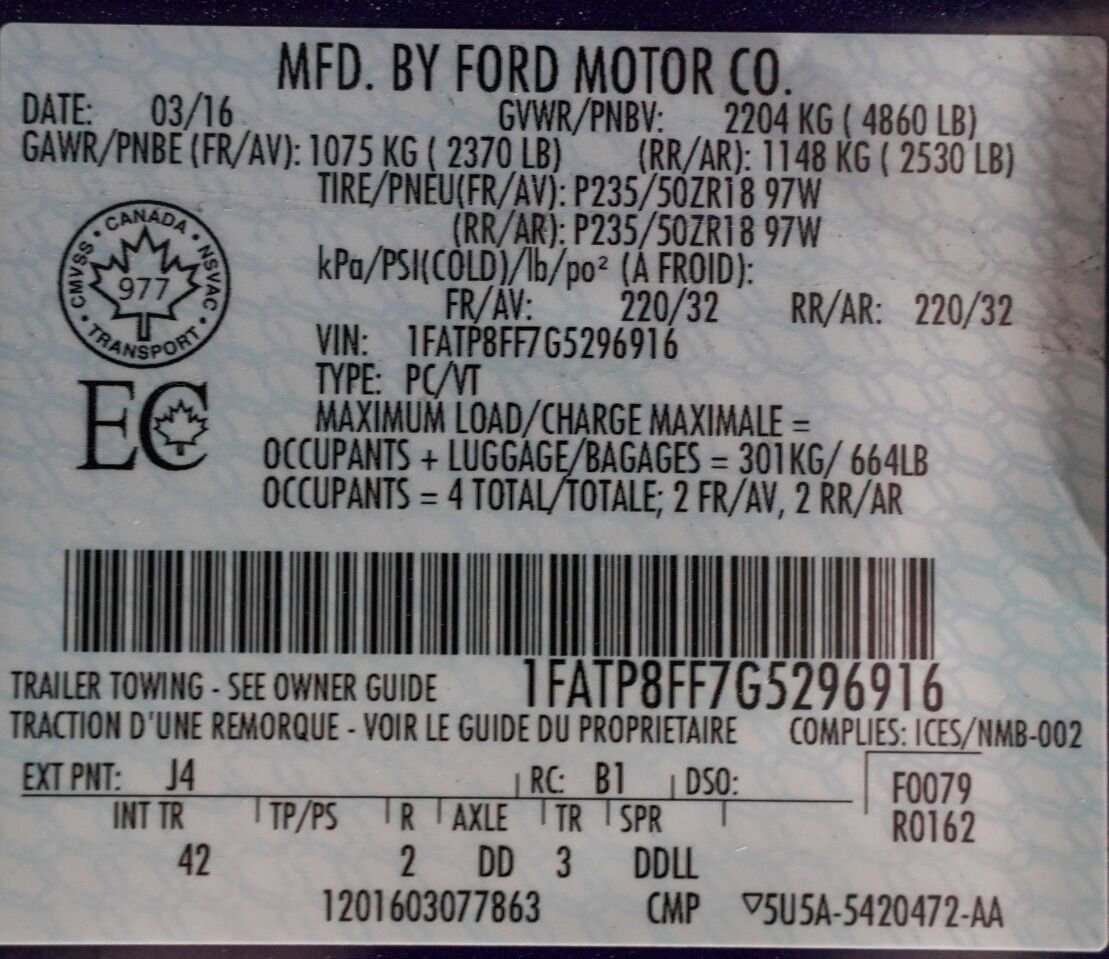 MFD. BY FORD MOTOR CO.
DATE: 03/16 GVWR/PNBV: 2204 KG ( 4860 LB)
GAWR/PNBE (FR/AV): 1075 KG ( 2370 LB) (RR/AR): 1148 KG ( 2530 LB)
TIRE/PNEU(FR/AV): P235/50ZR18 97W
(RR/AR): P235/50ZR18 97W
kPa/PSI(COLD)/lb/po² (A FROID):
FR/AV: 220/32 RR/AR: 220/32
CANADA • NSVAC • TRANSPORT • CMVSS •
977
VIN: 1FATP8FF7G5296916
TYPE: PC/VT
EC
MAXIMUM LOAD/CHARGE MAXIMALE =
OCCUPANTS + LUGGAGE/BAGAGES = 301KG/ 664LB
OCCUPANTS = 4 TOTAL/TOTALE; 2 FR/AV, 2 RR/AR
1FATP8FF7G5296916
TRAILER TOWING - SEE OWNER GUIDE
TRACTION D'UNE REMORQUE - VOIR LE GUIDE DU PROPRIETAIRE COMPLIES: ICES/NMB-002
EXT PNT: J4 RC: B1 DSO: F0079
INT TR TP/PS R AXLE TR SPR R0162
42 2 DD 3 DDLL
1201603077863 CMP ▽5U5A-5420472-AA